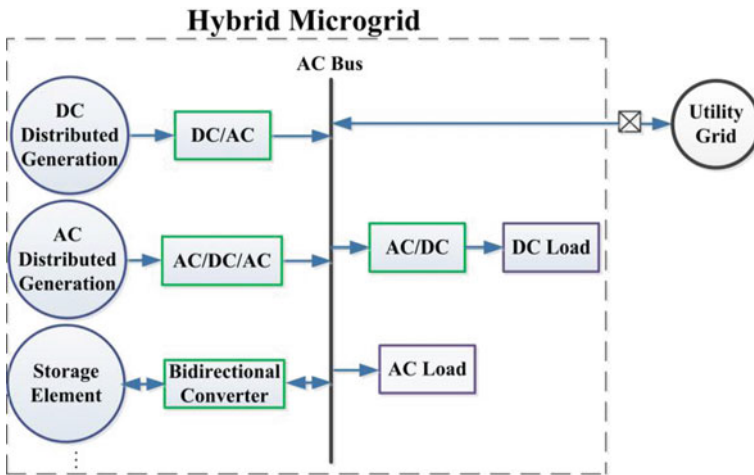 Hybrid Microgrid
AC Bus
DC
Distributed
Generation
DC/AC
Utility
Grid
AC
Distributed
Generation
AC/DC/AC
AC/DC
DC Load
Storage
Element
Bidirectional
Converter
AC Load